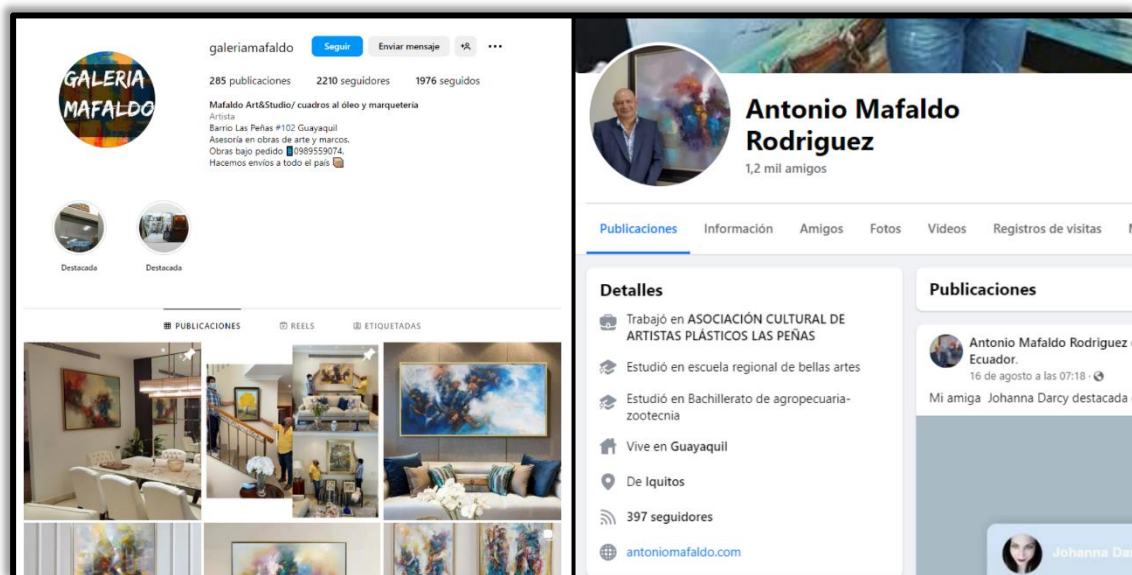 galeriamafaldo
Seguir
Enviar mensaje
285 publicaciones
2210 seguidores
1976 seguidos
GALERIA
MAFALDO
Mafaldo Art&Studio/ cuadros al óleo y marquetería
Artista
Barrio Las Peñas #102 Guayaquil
Asesoría en obras de arte y marcos.
Obras bajo pedido 0989559074.
Hacemos envíos a todo el país
Destacada
Destacada
PUBLICACIONES
REELS
ETIQUETADAS
Antonio Mafaldo
Rodriguez
1,2 mil amigos
Publicaciones
Información
Amigos
Fotos
Videos
Registros de visitas
Detalles
Trabajó en ASOCIACIÓN CULTURAL DE
ARTISTAS PLÁSTICOS LAS PEÑAS
Estudió en escuela regional de bellas artes
Estudió en Bachillerato de agropecuaria-
zootecnia
Vive en Guayaquil
De Iquitos
397 seguidores
antoniomafaldo.com
Publicaciones
Antonio Mafaldo Rodriguez
Ecuador.
16 de agosto a las 07:18 ·
Mi amiga Johanna Darcy destacada
Johanna